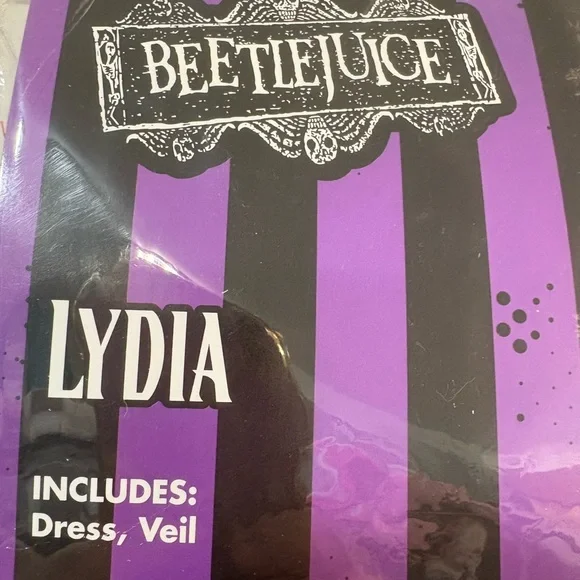 BEETLEJUICE
LYDIA
INCLUDES:
Dress, Veil